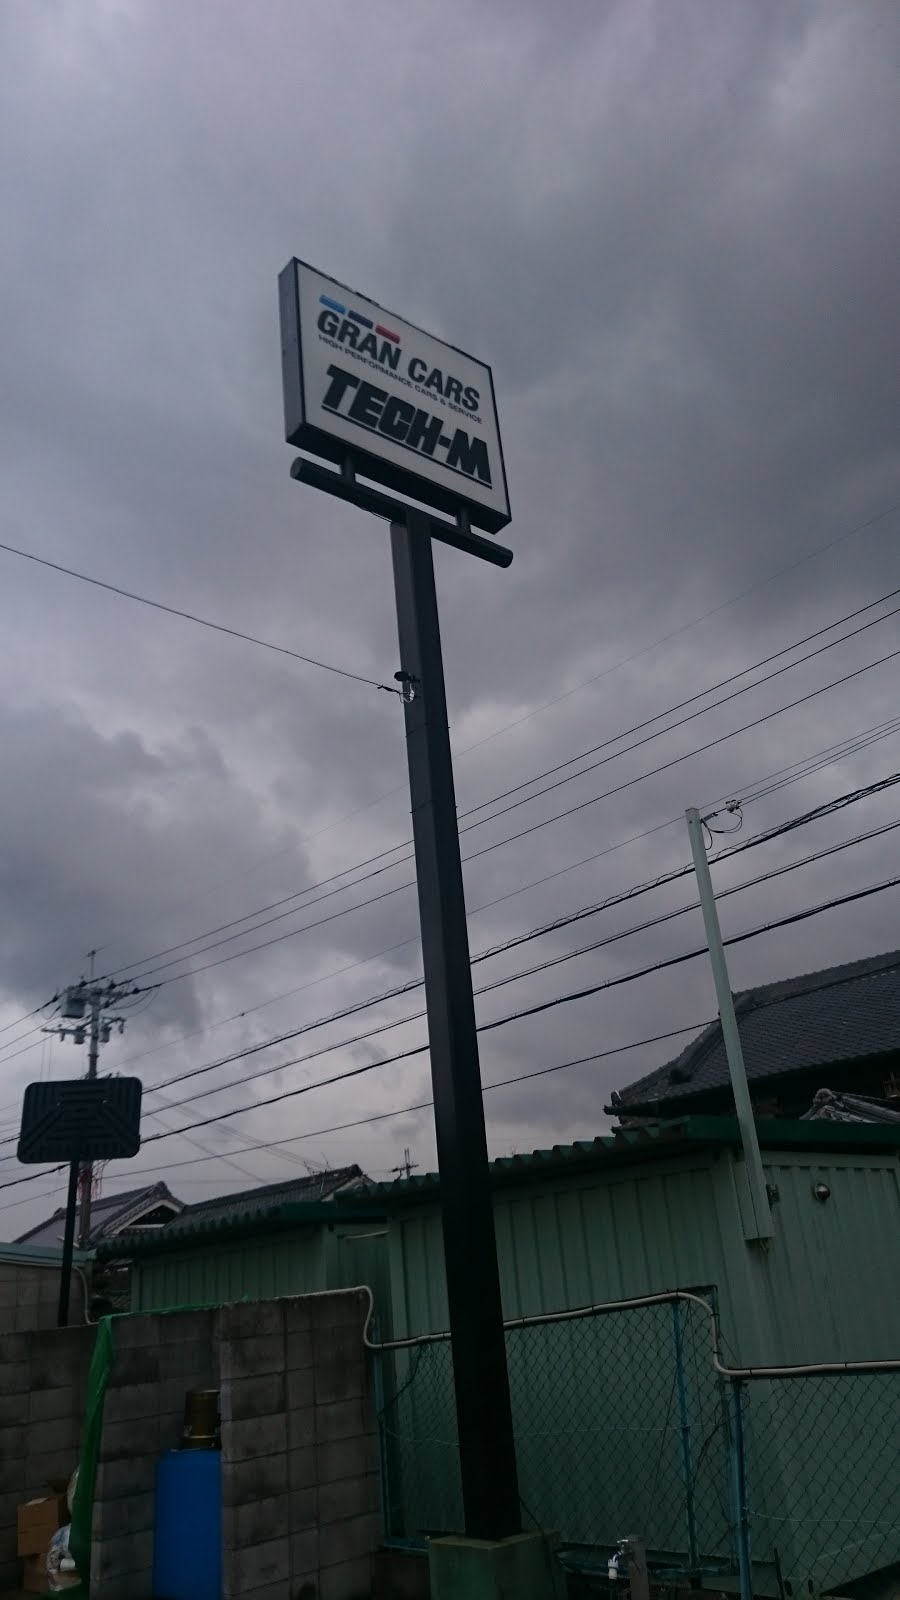 GRAN CARS
HIGH PERFORMANCE CARS & SERVICE
TECH-M